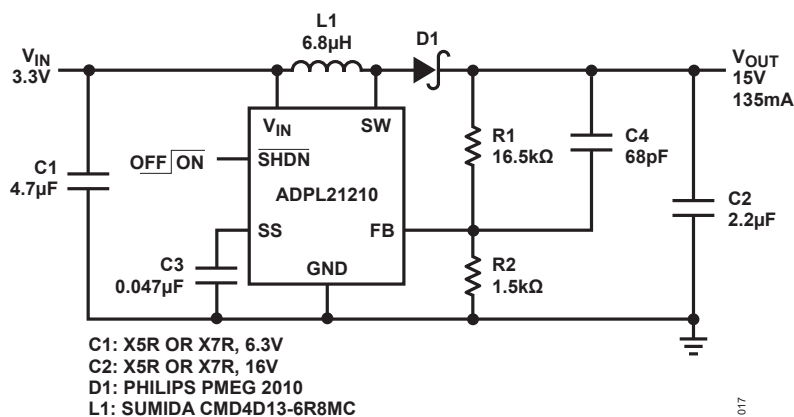 L1
6.8µH
D1
VIN
3.3V
VOUT
15V
135mA
VIN
SW
R1
16.5kΩ
C4
68pF
C1
4.7µF
OFF ON
SHDN
ADPL21210
C2
2.2µF
SS
FB
C3
0.047µF
GND
R2
1.5kΩ
C1: X5R OR X7R, 6.3V
C2: X5R OR X7R, 16V
D1: PHILIPS PMEG 2010
L1: SUMIDA CMD4D13-6R8MC
017